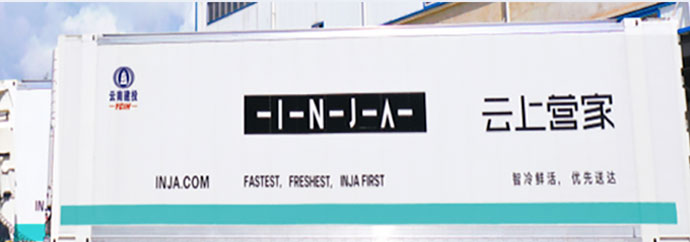 云南建投
YCIH
-I-N-J-A-
云上营家
INJA.COM
FASTEST, FRESHEST, INJA FIRST
智冷鲜活，优先送达
IN